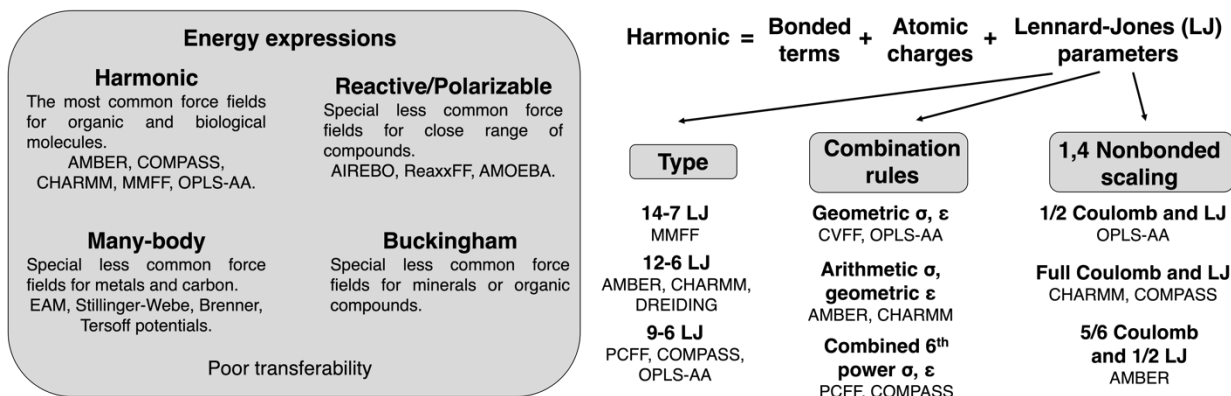 Energy expressions
Harmonic
The most common force fields
for organic and biological
molecules.
AMBER, COMPASS,
CHARMM, MMFF, OPLS-AA.
Reactive/Polarizable
Special less common force
fields for close range of
compounds.
AIREBO, ReaxxFF, AMOEBA.
Many-body
Special less common force
fields for metals and carbon.
EAM, Stillinger-Webe, Brenner,
Tersoff potentials.
Buckingham
Special less common force
fields for minerals or organic
compounds.
Poor transferability
Harmonic = Bonded terms + Atomic charges + Lennard-Jones (LJ) parameters
Type
14-7 LJ
MMFF
12-6 LJ
AMBER, CHARMM,
DREIDING
9-6 LJ
PCFF, COMPASS,
OPLS-AA
Combination
rules
Geometric σ, ε
CVFF, OPLS-AA
Arithmetic σ,
geometric ε
AMBER, CHARMM
Combined 6th
power σ, ε
PCFF, COMPASS
1,4 Nonbonded
scaling
1/2 Coulomb and LJ
OPLS-AA
Full Coulomb and LJ
CHARMM, COMPASS
5/6 Coulomb
and 1/2 LJ
AMBER